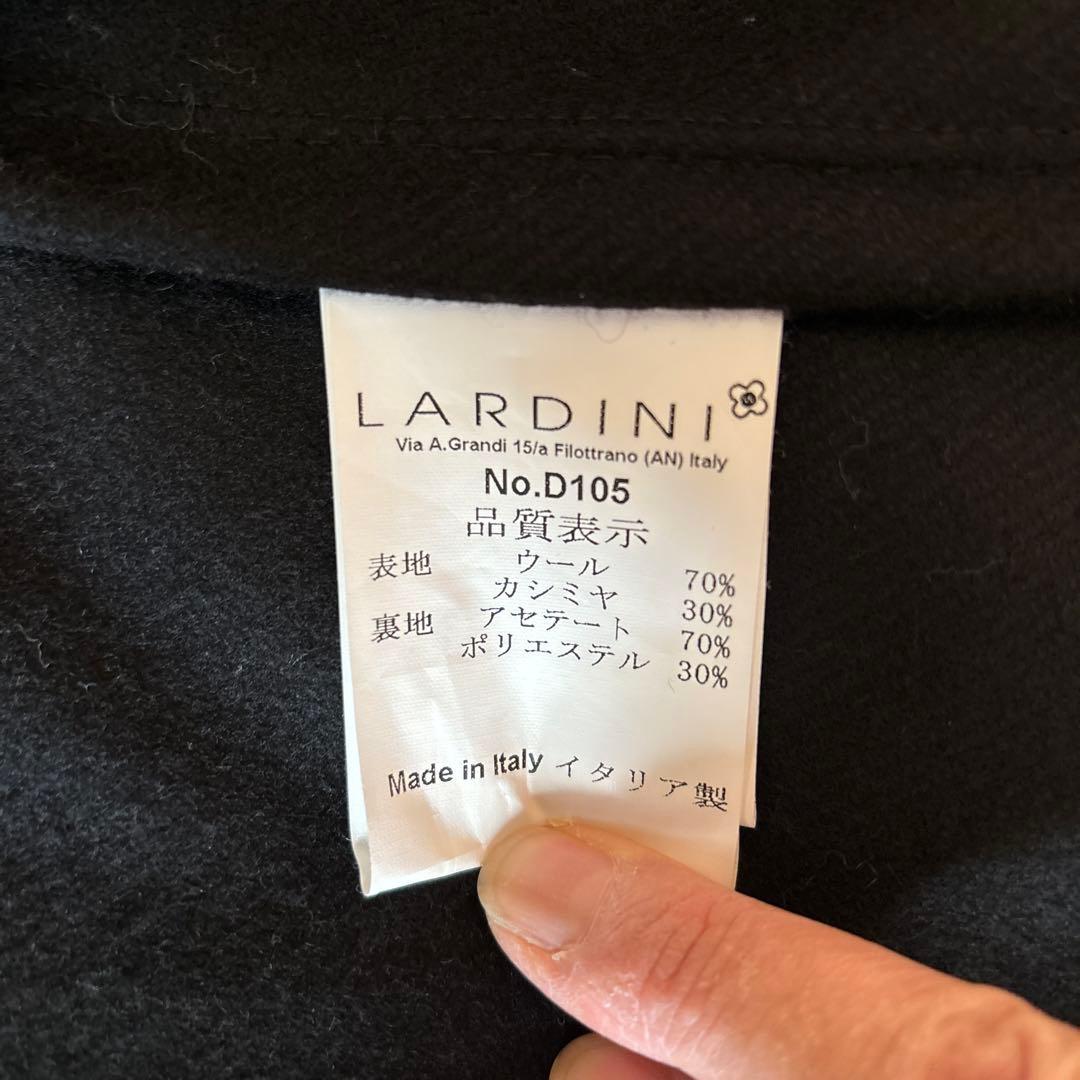 LARDINI
Via A.Grandi 15/a Filottrano (AN) Italy
No.D105
品質表示
表地 ウール 70%
カシミヤ 30%
裏地 アセテート 70%
ポリエステル 30%
Made in Italy イタリア製